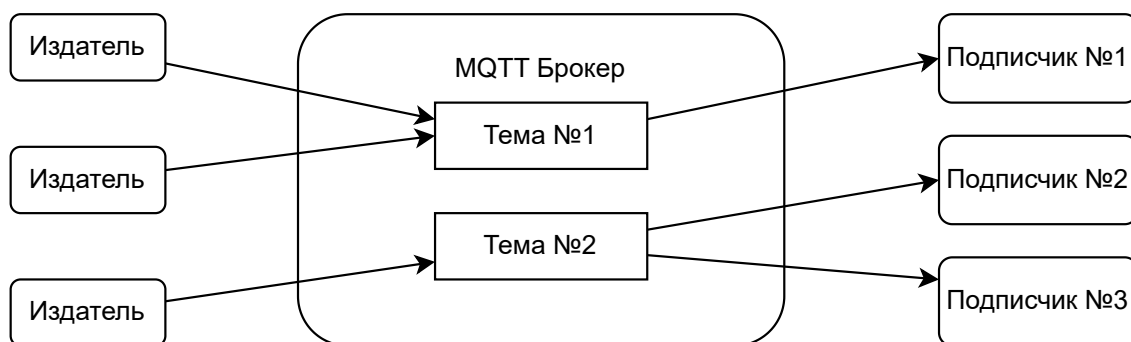 Издатель
Издатель
Издатель
MQTT Брокер
Тема №1
Тема №2
Подписчик №1
Подписчик №2
Подписчик №3